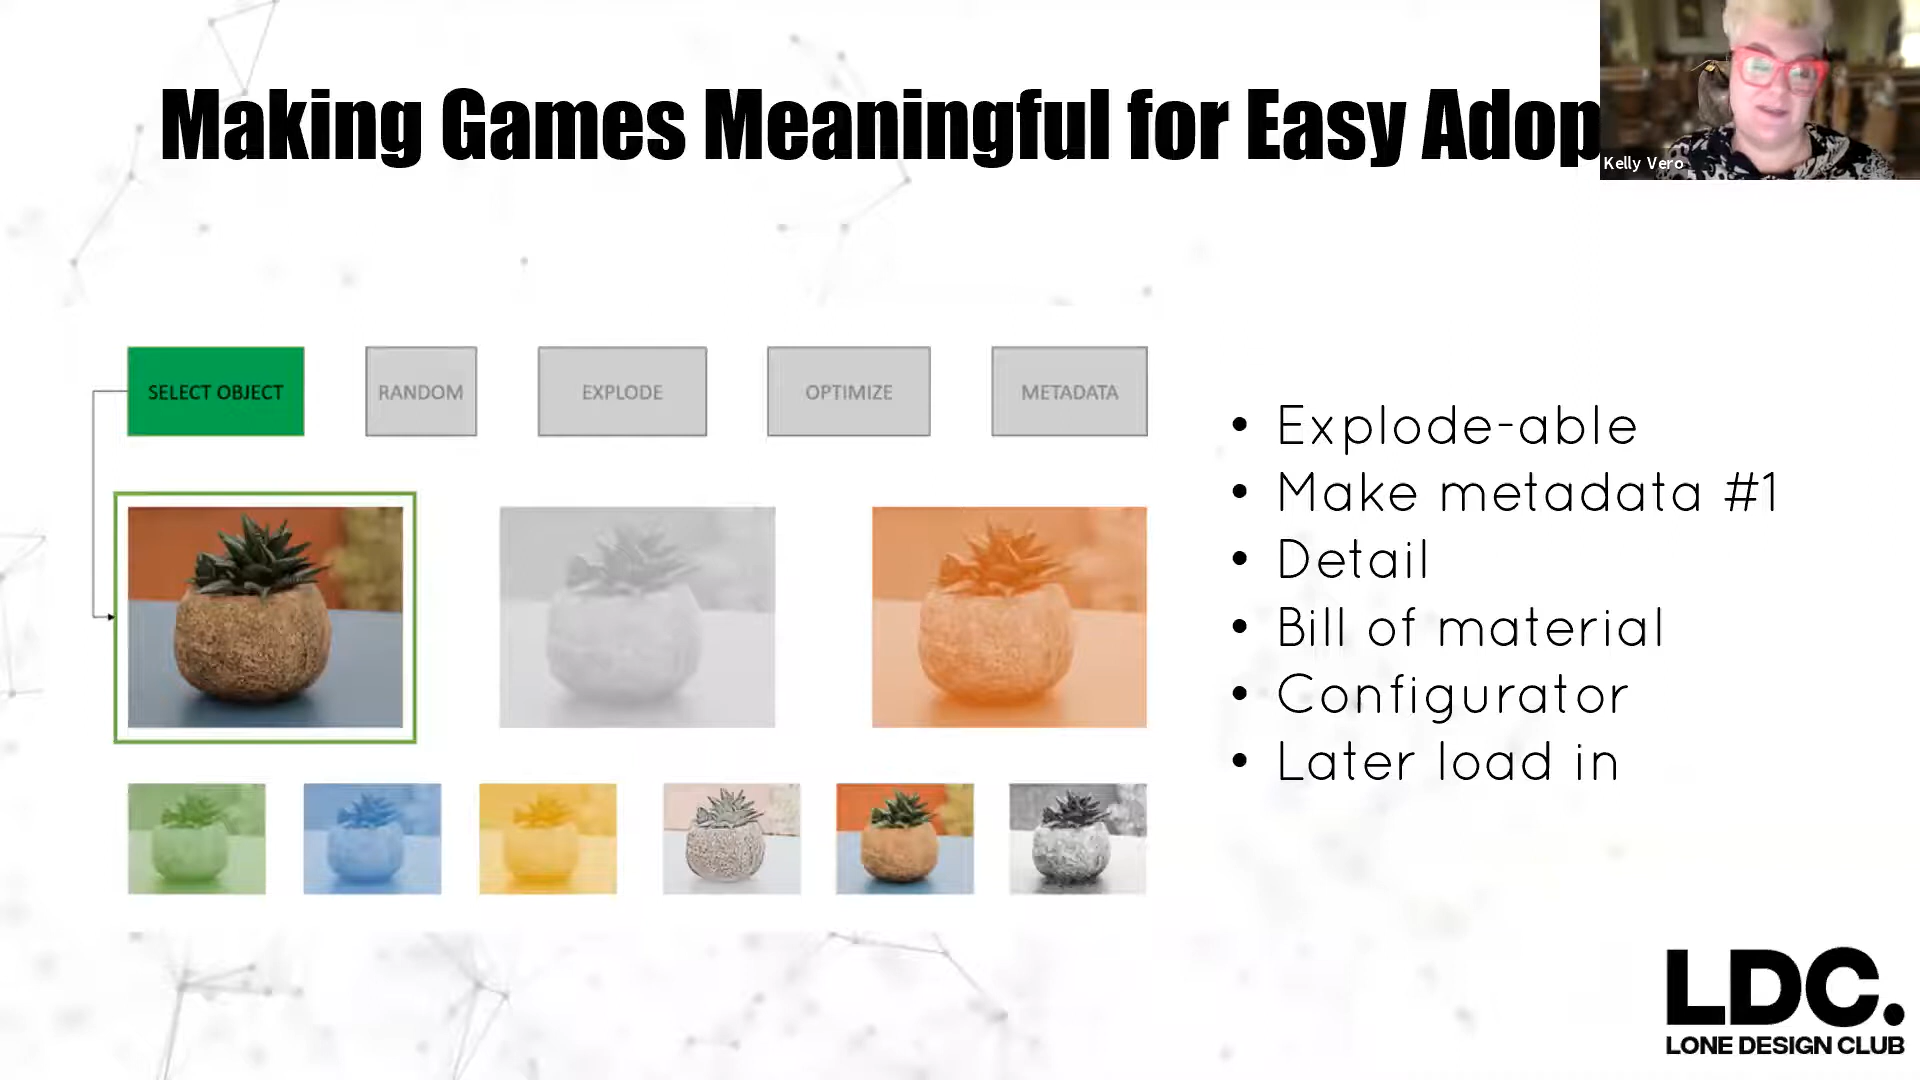 Making Games Meaningful for Easy Adop
Kelly Vero
SELECT OBJECT
RANDOM
EXPLODE
OPTIMIZE
METADATA
• Explode-able
• Make metadata #1
• Detail
• Bill of material
• Configurator
• Later load in
LDC.
LONE DESIGN CLUB